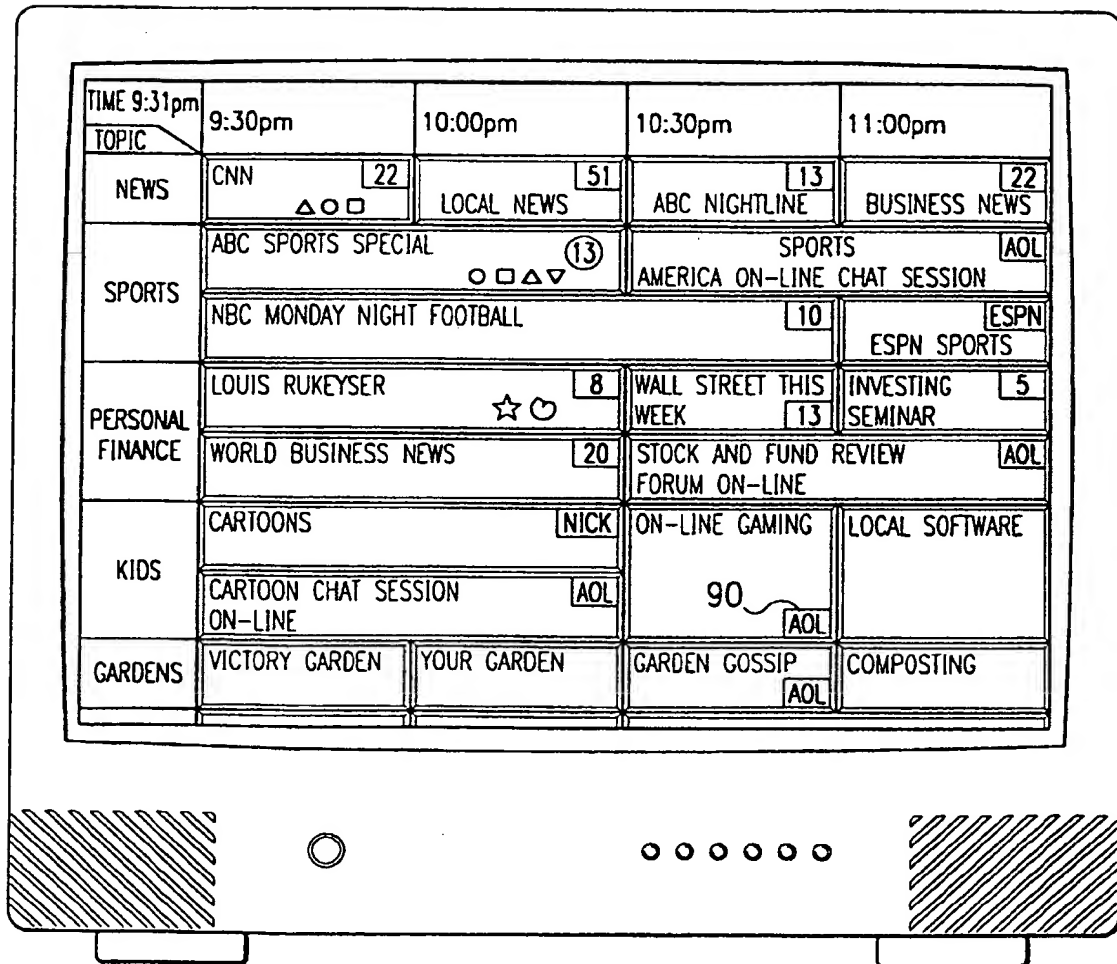 TIME 9:31pm
TOPIC
9:30pm 10:00pm 10:30pm 11:00pm
NEWS
CNN 22
51
LOCAL NEWS
13
ABC NIGHTLINE
22
BUSINESS NEWS
SPORTS
ABC SPORTS SPECIAL 13
SPORTS AOL
AMERICA ON-LINE CHAT SESSION
NBC MONDAY NIGHT FOOTBALL 10
ESPN
ESPN SPORTS
PERSONAL
FINANCE
LOUIS RUKEYSER 8
WALL STREET THIS
WEEK 13
INVESTING 5
SEMINAR
WORLD BUSINESS NEWS 20
STOCK AND FUND REVIEW AOL
FORUM ON-LINE
KIDS
CARTOONS NICK
CARTOON CHAT SESSION AOL
ON-LINE
ON-LINE GAMING
90
AOL
LOCAL SOFTWARE
GARDENS
VICTORY GARDEN
YOUR GARDEN
GARDEN GOSSIP
AOL
COMPOSTING